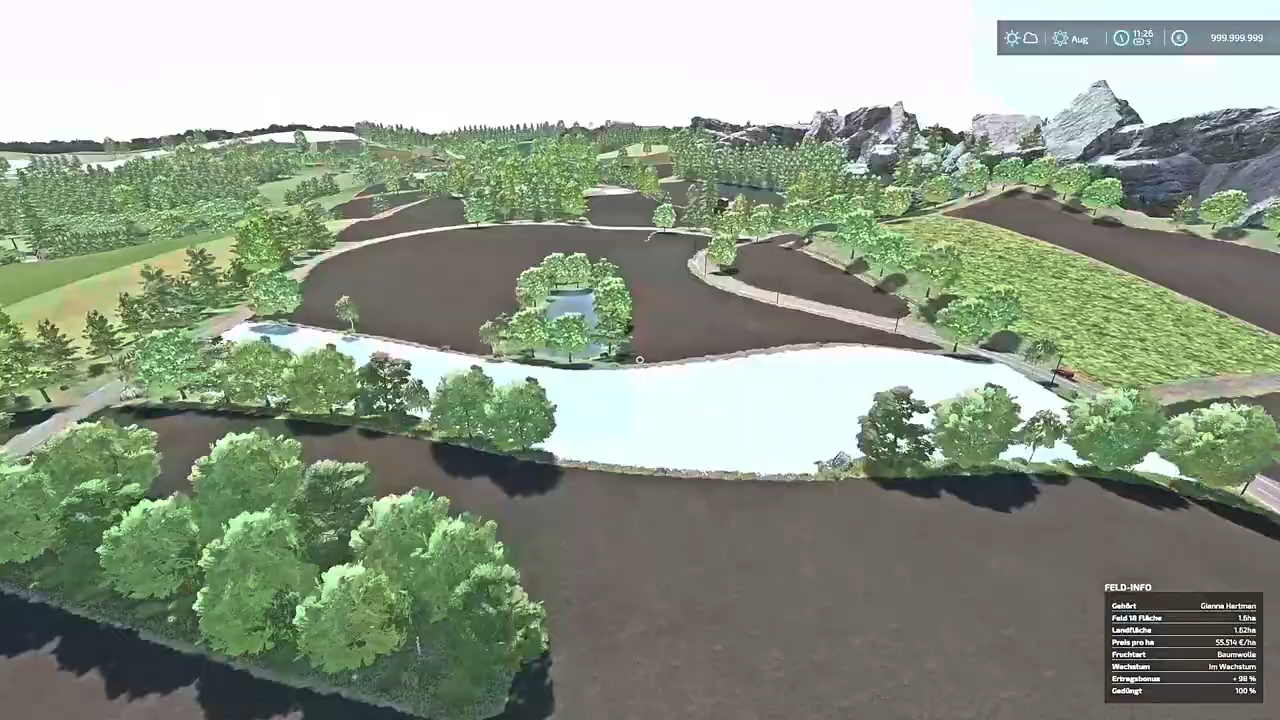 Aug
11:26
5
999.999.999
FELD-INFO
Gehört Gianna Hartman
Feld 18 Fläche 1.6ha
Landfläche 1.62ha
Preis pro ha 55.514 €/ha
Fruchtart Baumwolle
Wachstum Im Wachstum
Ertragsbonus + 98 %
Gedüngt 100 %